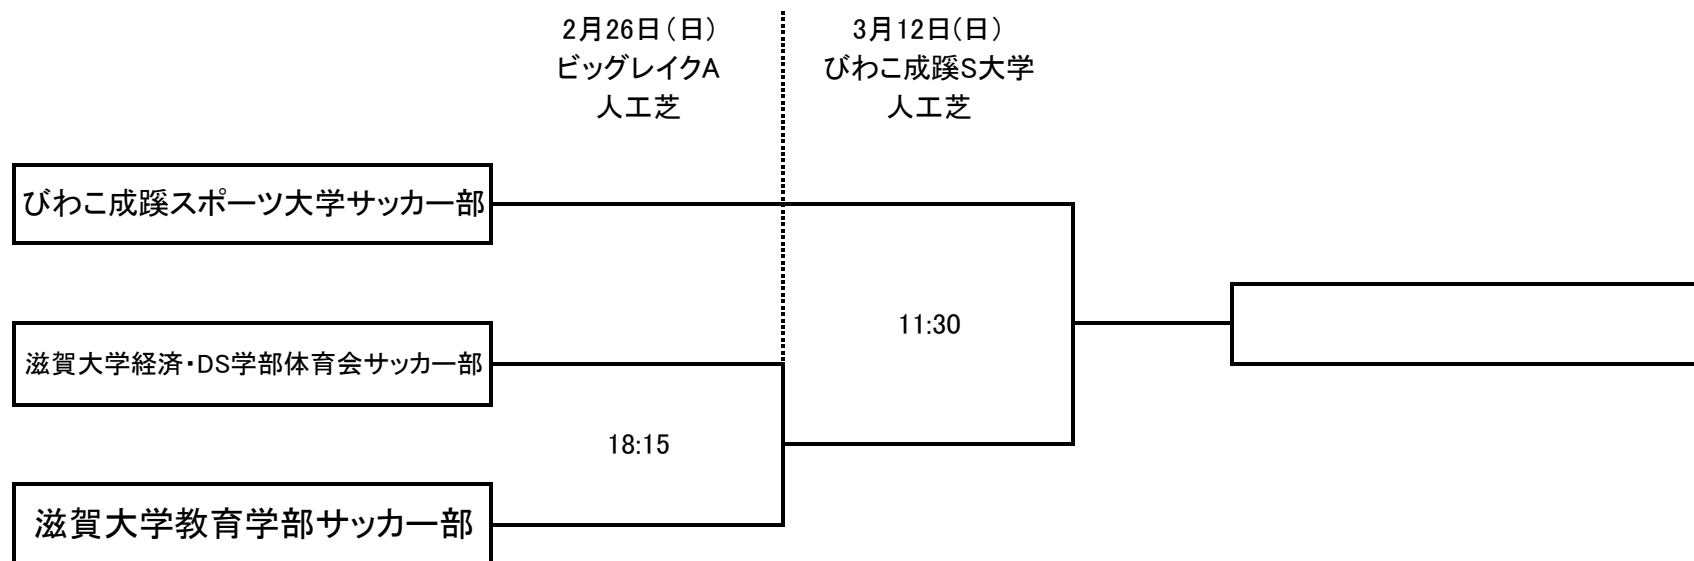 2月26日(日)
ビッグレイクA
人工芝
3月12日(日)
びわこ成蹊S大学
人工芝
びわこ成蹊スポーツ大学サッカー部
11:30
滋賀大学経済・DS学部体育会サッカー部
18:15
滋賀大学教育学部サッカー部